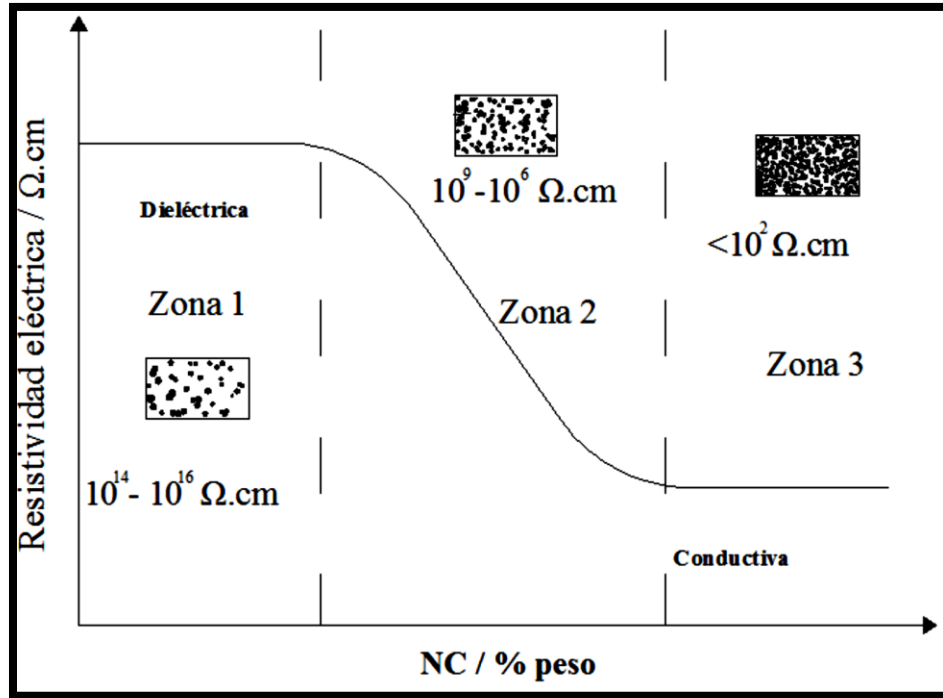 Resistividad eléctrica / Ω.cm
Dieléctrica
Zona 1
10¹⁴- 10¹⁶ Ω.cm
10⁹-10⁶ Ω.cm
Zona 2
<10² Ω.cm
Zona 3
Conductiva
NC / % peso